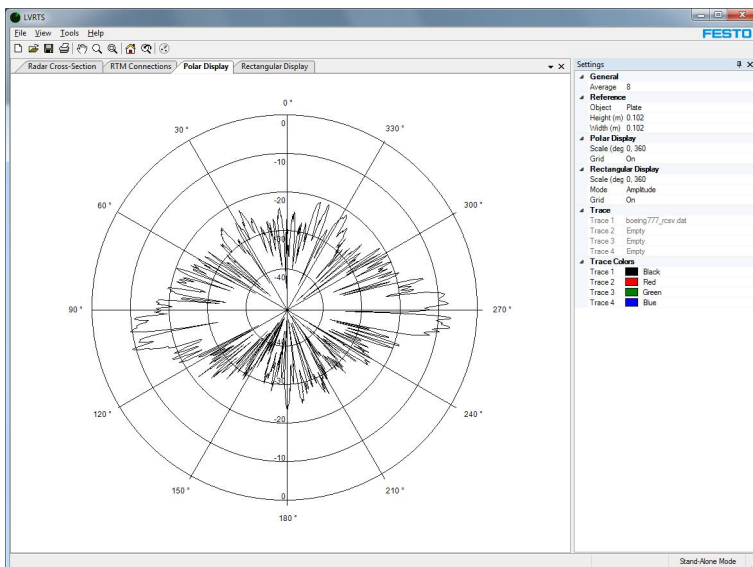 LVRTS
File View Tools Help
FESTO
Radar Cross-Section RTM Connections Polar Display Rectangular Display
0 °
30 °
330 °
60 °
300 °
90 °
270 °
120 °
240 °
150 °
210 °
180 °
0
-10
-20
-40
-20
-10
0
Settings
General
Average 8
Reference
Object Plate
Height (m) 0.102
Width (m) 0.102
Polar Display
Scale (deg 0, 360
Grid On
Rectangular Display
Scale (deg 0, 360
Mode Amplitude
Grid On
Trace
Trace 1 boeing777_rcsv.dat
Trace 2 Empty
Trace 3 Empty
Trace 4 Empty
Trace Colors
Trace 1 Black
Trace 2 Red
Trace 3 Green
Trace 4 Blue
Stand-Alone Mode